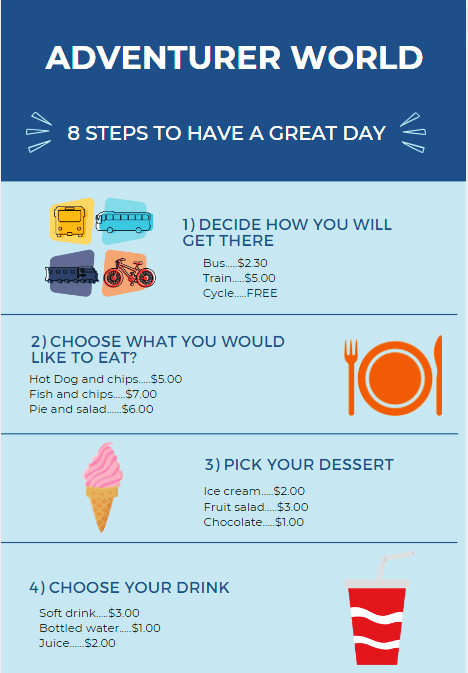 ADVENTURER WORLD
8 STEPS TO HAVE A GREAT DAY
1) DECIDE HOW YOU WILL
GET THERE
Bus.....$2.30
Train.....$5.00
Cycle.....FREE
2) CHOOSE WHAT YOU WOULD
LIKE TO EAT?
Hot Dog and chips.....$5.00
Fish and chips.....$7.00
Pie and salad......$6.00
3) PICK YOUR DESSERT
Ice cream.....$2.00
Fruit salad.....$3.00
Chocolate.....$1.00
4) CHOOSE YOUR DRINK
Soft drink.....$3.00
Bottled water.....$1.00
Juice......$2.00